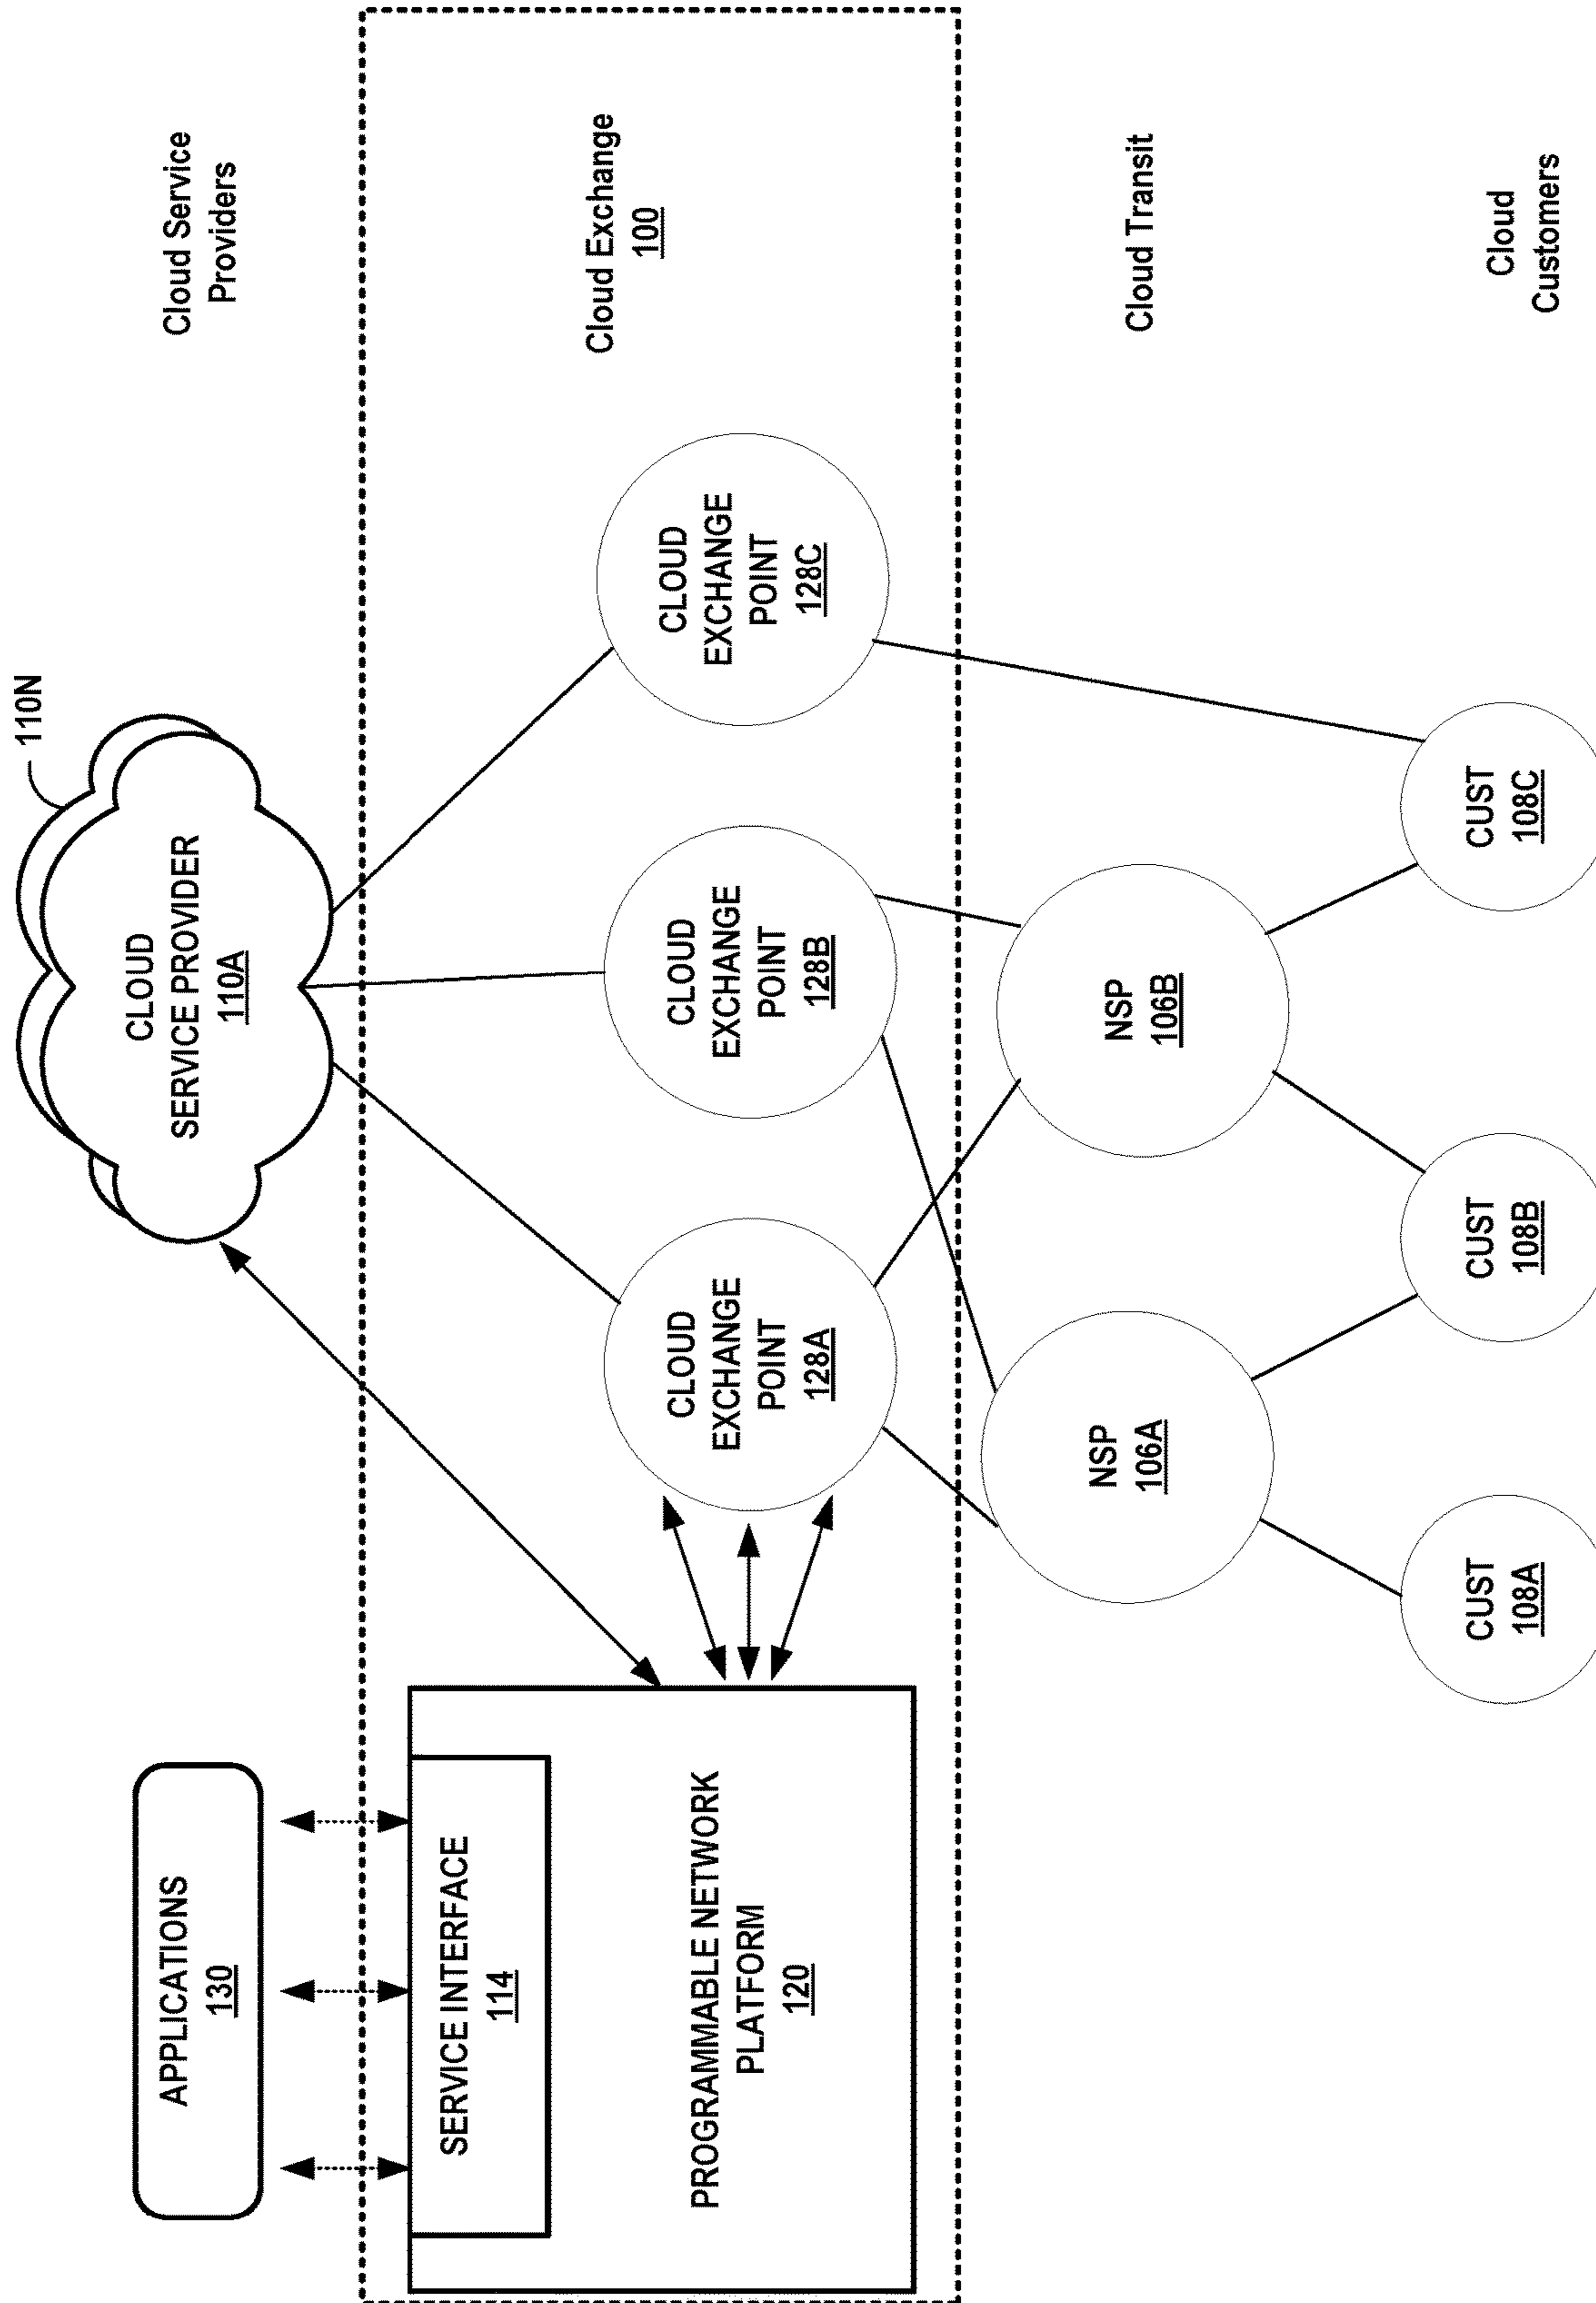 110N
CLOUD
SERVICE PROVIDER
110A
Cloud Service
Providers
APPLICATIONS
130
SERVICE INTERFACE
114
PROGRAMMABLE NETWORK
PLATFORM
120
CLOUD
EXCHANGE
POINT
128A
CLOUD
EXCHANGE
POINT
128B
CLOUD
EXCHANGE
POINT
128C
Cloud Exchange
100
NSP
106A
NSP
106B
Cloud Transit
CUST
108A
CUST
108B
CUST
108C
Cloud
Customers